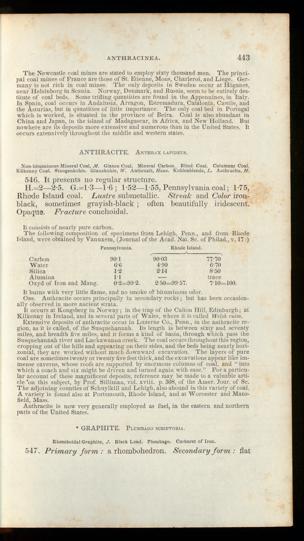 ANTHRACINEA. 443
The Newcastle coal mines are stated to employ sixty thousand men. The princi-
pal coal mines of France are those of St. Etienne, Mons, Charleroi, and Liege. Ger-
many is not rich in coal mines. The only deposits in Sweden occur at Höganez,
near Helsinborg in Scania. Norway, Denmark, and Russia, seem to be entirely des-
titute of coal beds. Some trifling quantities are found in the Appennines, in Italy.
In Spain, coal occurs in Andalusia, Arragon, Estremadura, Catalonia, Castile, and
the Asturias, but in quantities of little importance. The only coal bed in Portugal
which is worked, is situated in the province of Beira. Coal is also abundant in
China and Japan, in the island of Madagascar, in Africa, and New Holland. But
nowhere are its deposits more extensive and numerous than in the United States. It
occurs extensively throughout the middle and western states.
ANTHRACITE. ANTHRAX LAPIDEUS.
Non-bituminous Mineral Coal, M. Glance Coal. Mineral Carbon. Blind Coal. Columnar Coal.
Kilkenny Coal. Stangenkohle. Glanzkohle, W. Anthrazit, Haus. Kohlenblende, L. Anthracite, H.
546. It presents no regular structure.
H.=2—2·5. G.=1·3—1·6; 1·52—1·55, Pennsylvania coal; 1·75,
Rhode Island coal. Lustre submetallic. Streak and Color iron-
black, sometimes grayish-black; often beautifully iridescent.
Opaque. Fracture conchoidal.
It consists of nearly pure carbon.
The following composition of specimens from Lehigh, Penn., and from Rhode
Island, were obtained by Vanuxem, (Journal of the Acad. Nat. Sc. of Philad., v. 17:)
Pennsylvania. Rhode Island.
Carbon 90·1 90·03 77·70
Water 6·6 4·90 6·70
Silica 1·2 2·14 8·50
Alumina 1·1 — trace
Oxyd of Iron and Mang. 0·2=99·2. 2·50=99·57. 7·10=100.
It burns with very little flame, and no smoke or bituminous odor.
OBS. Anthracite occurs principally in secondary rocks; but has been occasion-
ally observed in more ancient strata.
It occurs at Kongsberg in Norway; in the trap of the Calton Hill, Edinburgh; at
Kilkenny in Ireland, and in several parts of Wales, where it is called Welsh culm.
Extensive deposits of anthracite occur in Luzerne Co., Penn., in the anthracite re-
gion, as it is called, of the Susquehannah. Its length is between sixty and seventy
miles, and breadth five miles, and it forms a kind of basin, through which pass the
Susquehannah river and Lackawanna creek. The coal occurs throughout this region,
cropping out of the hills and appearing on their sides, and the beds being nearly hori-
zontal, they are worked without much downward excavation. The layers of pure
coal are sometimes twenty or twenty five feet thick, and the excavations appear like im-
mense caverns, whose roofs are supported by enormous columns of coal, and "into
which a coach and six might be driven and turned again with ease." For a particu-
lar account of these magnificent deposits, reference may be made to a valuable arti-
cle on this subject, by Prof. Silliman, vol. xviii. p. 308, of the Amer. Jour. of Sc.
The adjoining counties of Schuylkill and Lehigh, also abound in this variety of coal.
A variety is found also at Portsmouth, Rhode Island, and at Worcester and Mans-
field, Mass.
Anthracite is now very generally employed as fuel, in the eastern and northern
parts of the United States.
* GRAPHITE. PLUMBAGO SCRIPTORIA.
Rhombohedral Graphite, J. Black Lead. Plumbago. Carburet of Iron.
547. Primary form: a rhombohedron. Secondary form: flat